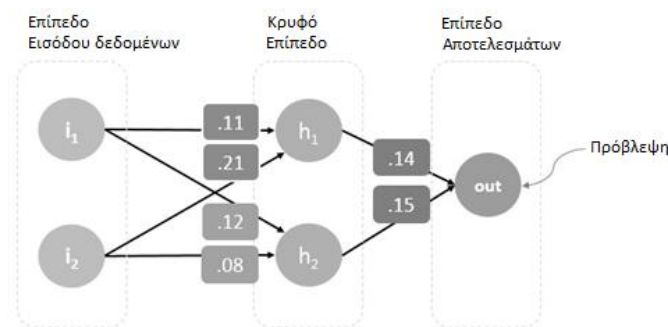 Επίπεδο
Εισόδου δεδομένων
Κρυφό
Επίπεδο
Επίπεδο
Αποτελεσμάτων
i1
.11
h1
.21
.14
Πρόβλεψη
out
.15
.12
i2
.08
h2